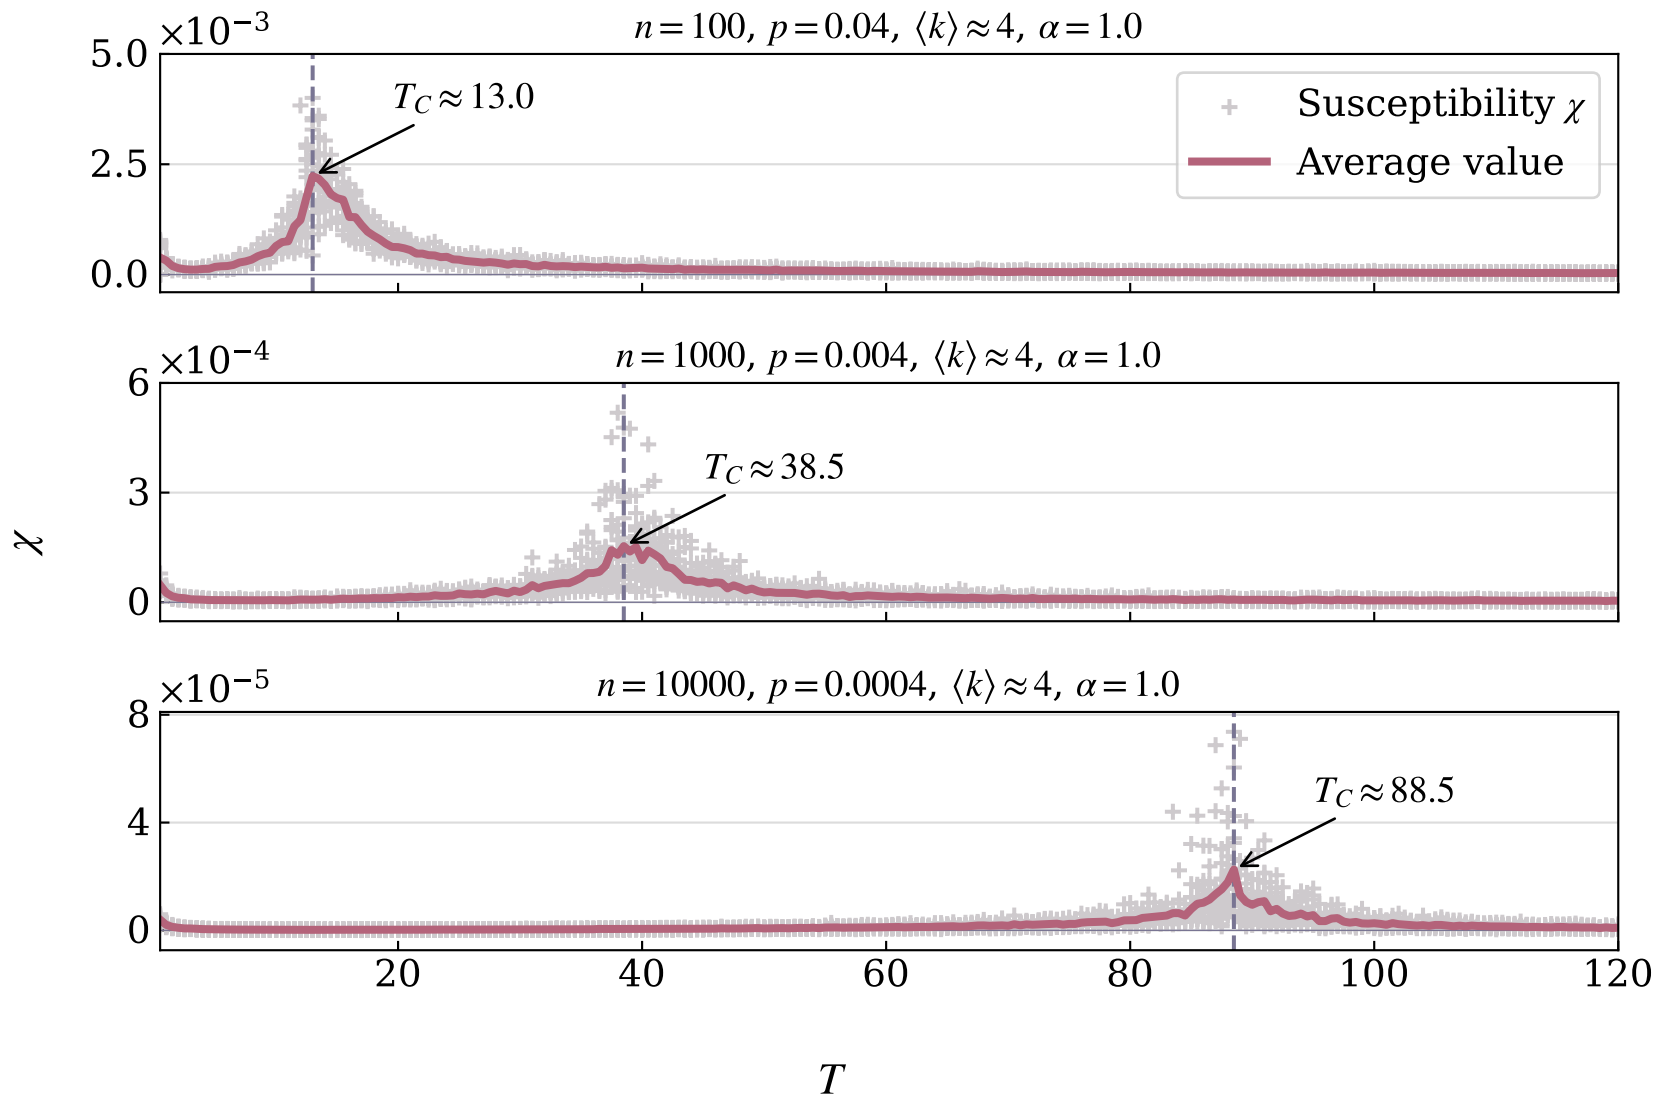 ×10⁻³
n=100, p=0.04, ⟨k⟩≈4, α=1.0
5.0
2.5
0.0
T_C≈13.0
Susceptibility χ
Average value
×10⁻⁴
n=1000, p=0.004, ⟨k⟩≈4, α=1.0
6
3
0
T_C≈38.5
χ
×10⁻⁵
n=10000, p=0.0004, ⟨k⟩≈4, α=1.0
8
4
0
T_C≈88.5
20 40 60 80 100 120
T